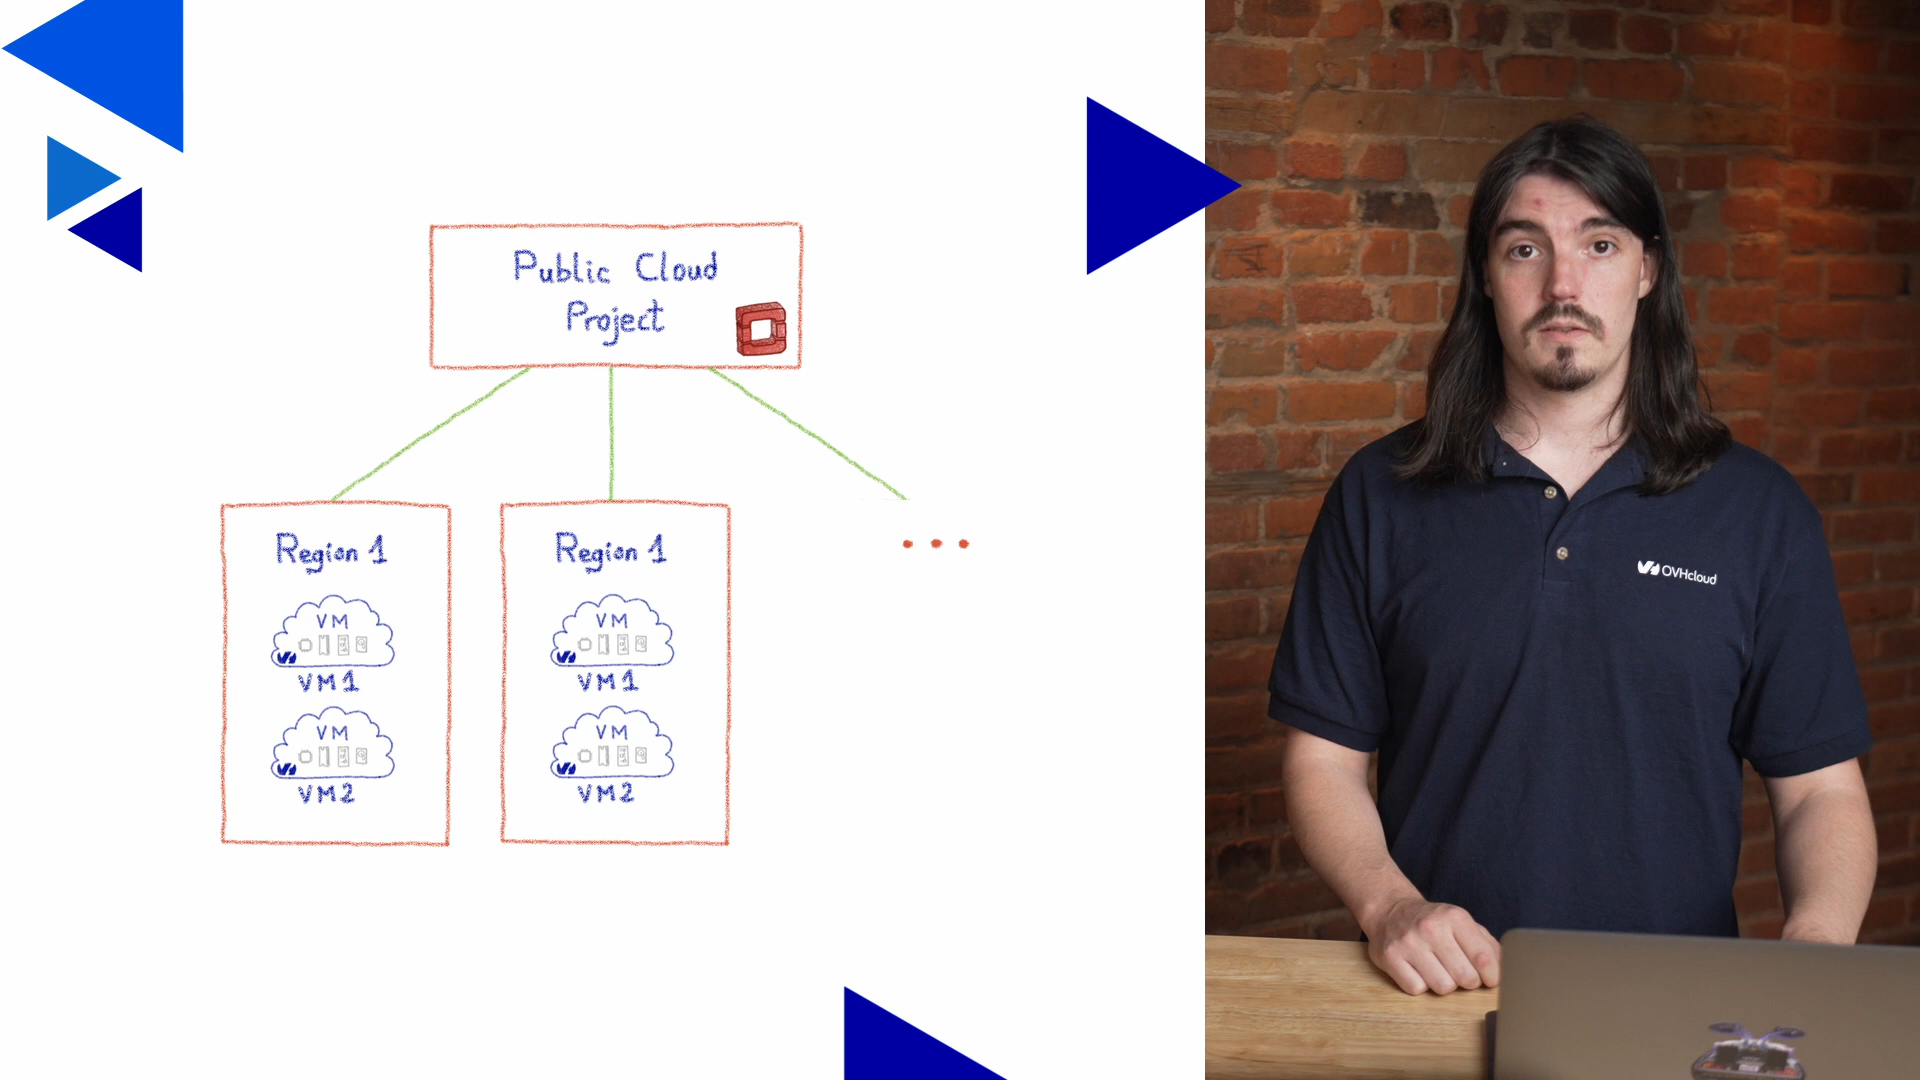 Public Cloud
Project
Region 1
VM
VM1
VM
VM2
Region 1
VM
VM1
VM
VM2
...
OVHcloud